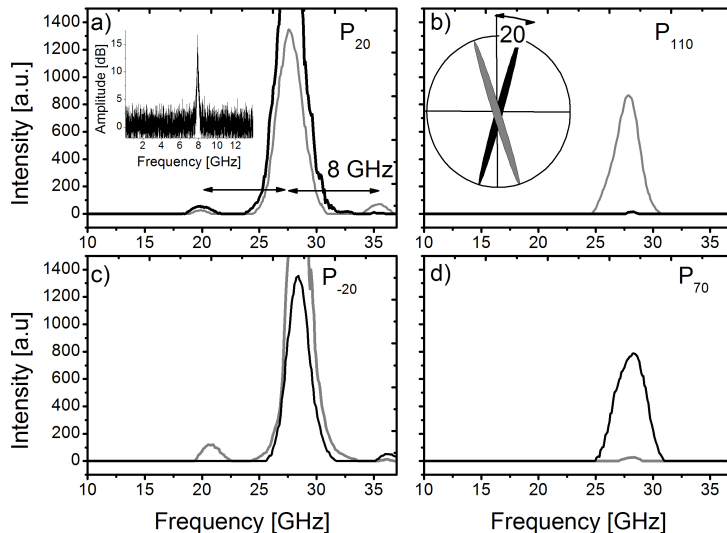 a)
P20
b)
P110
20
8 GHz
Intensity [a.u.]
1400
1200
1000
800
600
400
200
0
10 15 20 25 30 35
10 15 20 25 30 35
Amplitude [dB]
15
10
5
0
2 4 6 8 10 12
Frequency [GHz]
c)
P-20
d)
P70
Intensity [a.u]
1400
1200
1000
800
600
400
200
0
10 15 20 25 30 35
10 15 20 25 30 35
Frequency [GHz]
Frequency [GHz]